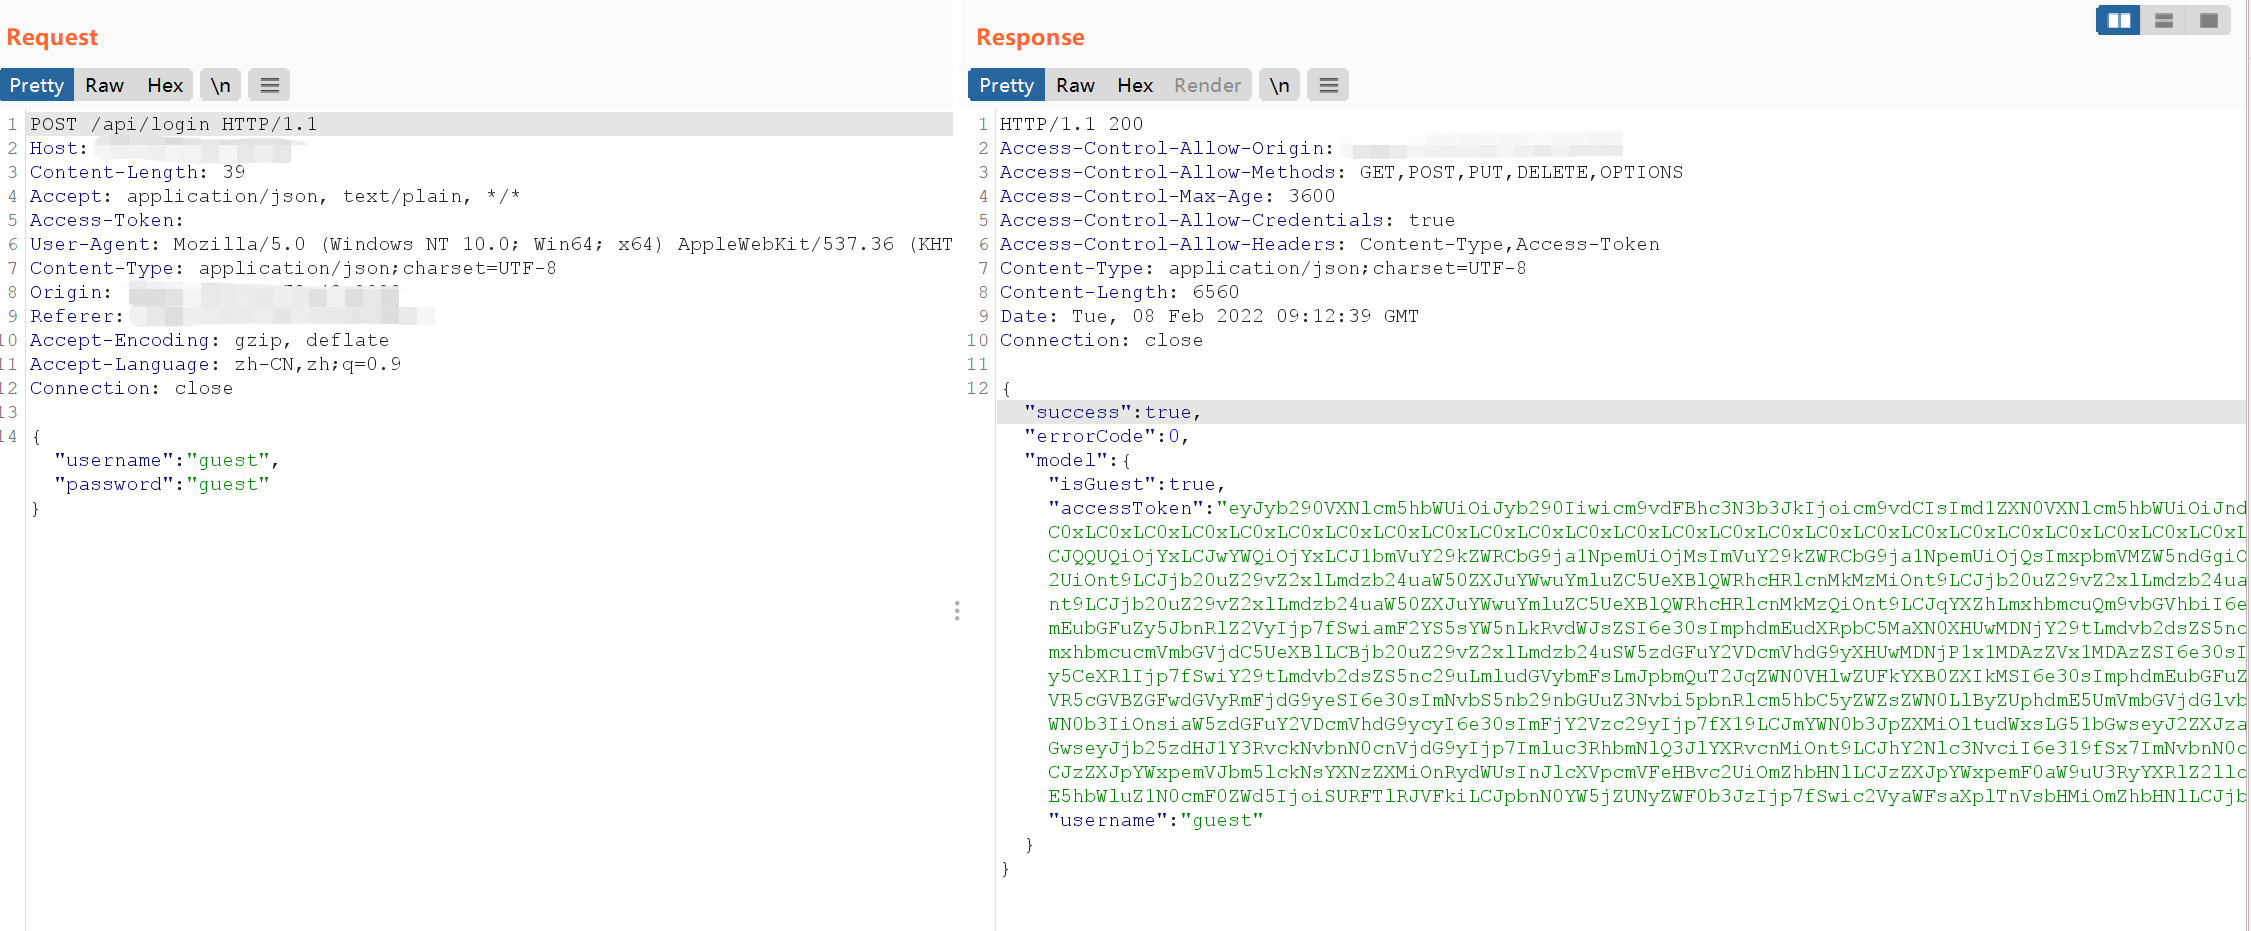 Request
Pretty Raw Hex \n
1 POST /api/login HTTP/1.1
2 Host:
3 Content-Length: 39
4 Accept: application/json, text/plain, */*
5 Access-Token:
6 User-Agent: Mozilla/5.0 (Windows NT 10.0; Win64; x64) AppleWebKit/537.36 (KHT
7 Content-Type: application/json;charset=UTF-8
8 Origin:
9 Referer:
10 Accept-Encoding: gzip, deflate
11 Accept-Language: zh-CN,zh;q=0.9
12 Connection: close
13
14 {
"username":"guest",
"password":"guest"
}
Response
Pretty Raw Hex Render \n
1 HTTP/1.1 200
2 Access-Control-Allow-Origin:
3 Access-Control-Allow-Methods: GET,POST,PUT,DELETE,OPTIONS
4 Access-Control-Max-Age: 3600
5 Access-Control-Allow-Credentials: true
6 Access-Control-Allow-Headers: Content-Type,Access-Token
7 Content-Type: application/json;charset=UTF-8
8 Content-Length: 6560
9 Date: Tue, 08 Feb 2022 09:12:39 GMT
10 Connection: close
11
12 {
"success":true,
"errorCode":0,
"model":{
"isGuest":true,
"accessToken":"eyJyb290VXNlcm5hbWUiOiJyb290Iiwicm9vdFBhc3N3b3JkIjoicm9vdCIsImd1ZXN0VXNlcm5hbWUiOiJnd
C0xLC0xLC0xLC0xLC0xLC0xLC0xLC0xLC0xLC0xLC0xLC0xLC0xLC0xLC0xLC0xLC0xLC0xLC0xLC0xLC0xLC0xLC0xLC0xLC0xL
CJQQUQiOjYxLCJwYWQiOjYxLCJ1bmVuY29kZWRCbG9ja1NpemUiOjMsImVuY29kZWRCbG9ja1NpemUiOjQsImxpbmVMZW5ndGgiO
2UiOnt9LCJjb20uZ29vZ2xlLmdzb24uaW50ZXJuYWwuYmluZC5UeXBlQWRhcHRlcnMkMzMiOnt9LCJjb20uZ29vZ2xlLmdzb24ua
nt9LCJjb20uZ29vZ2xlLmdzb24uaW50ZXJuYWwuYmluZC5UeXBlQWRhcHRlcnMkMzQiOnt9LCJqYXZhLmxhbmcuQm9vbGVhbiI6e
mEubGFuZy5JbnRlZ2VyIjp7fSwiamF2YS5sYW5nLkRvdWJsZSI6e30sImphdmEudXRpbC5MaXN0XHUwMDNjY29tLmdvb2dsZS5nc
mxhbmcucmVmbGVjdC5UeXBlLCBjb20uZ29vZ2xlLmdzb24uSW5zdGFuY2VDcmVhdG9yXHUwMDNjP1x1MDAzZVx1MDAzZSI6e30sI
y5CeXRlIjp7fSwiY29tLmdvb2dsZS5nc29uLmludGVybmFsLmJpbmQuT2JqZWN0VHlwZUFkYXB0ZXIkMSI6e30sImphdmEubGFuZ
VR5cGVBZGFwdGVyRmFjdG9yeSI6e30sImNvbS5nb29nbGUuZ3Nvbi5pbnRlcm5hbC5yZWZsZWN0LlByZUphdmE5UmVmbGVjdGlvb
WN0b3IiOnsiaW5zdGFuY2VDcmVhdG9ycyI6e30sImFjY2Vzc29yIjp7fX19LCJmYWN0b3JpZXMiOltudWxsLG51bGwseyJ2ZXJza
GwseyJjb25zdHJ1Y3RvckNvbnN0cnVjdG9yIjp7Imluc3RhbmNlQ3JlYXRvcnMiOnt9LCJhY2Nlc3NvciI6e319fSx7ImNvbnN0c
CJzZXJpYWxpemVJbm5lckNsYXNzZXMiOnRydWUsInJlcXVpcmVFeHBvc2UiOmZhbHNlLCJzZXJpYWxpemF0aW9uU3RyYXRlZ2llc
E5hbWluZ1N0cmF0ZWd5IjoiSURFTlRJVFkiLCJpbnN0YW5jZUNyZWF0b3JzIjp7fSwic2VyaWFsaXplTnVsbHMiOmZhbHNlLCJjb
"username":"guest"
}
}